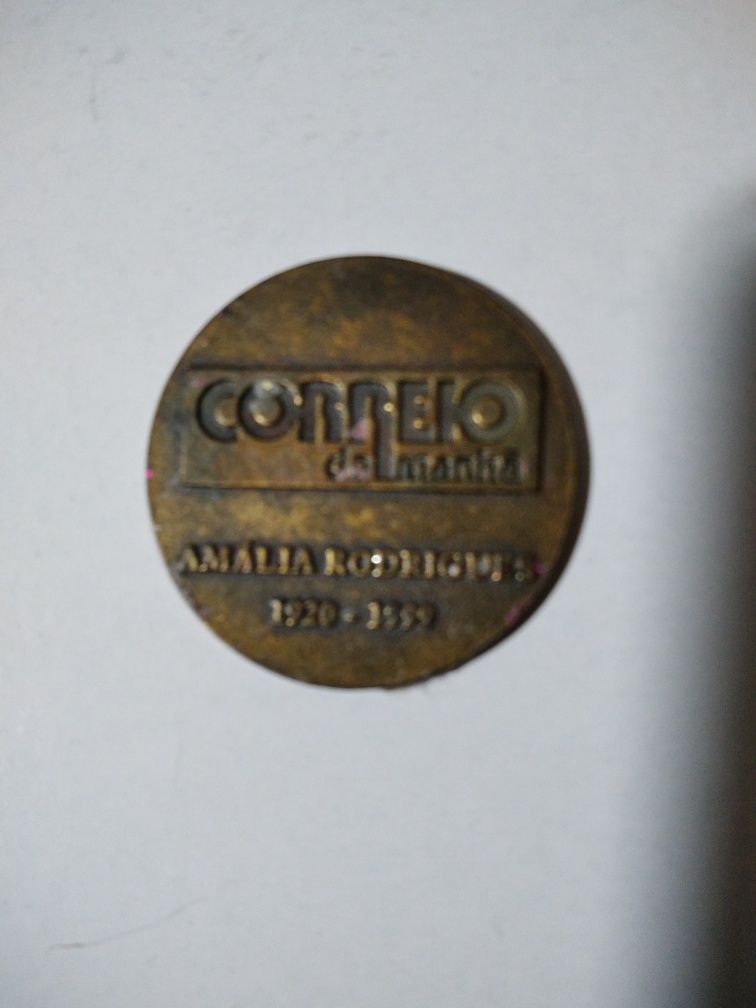 CORREIO
da manhã
AMÁLIA RODRIGUES
1920 - 1999